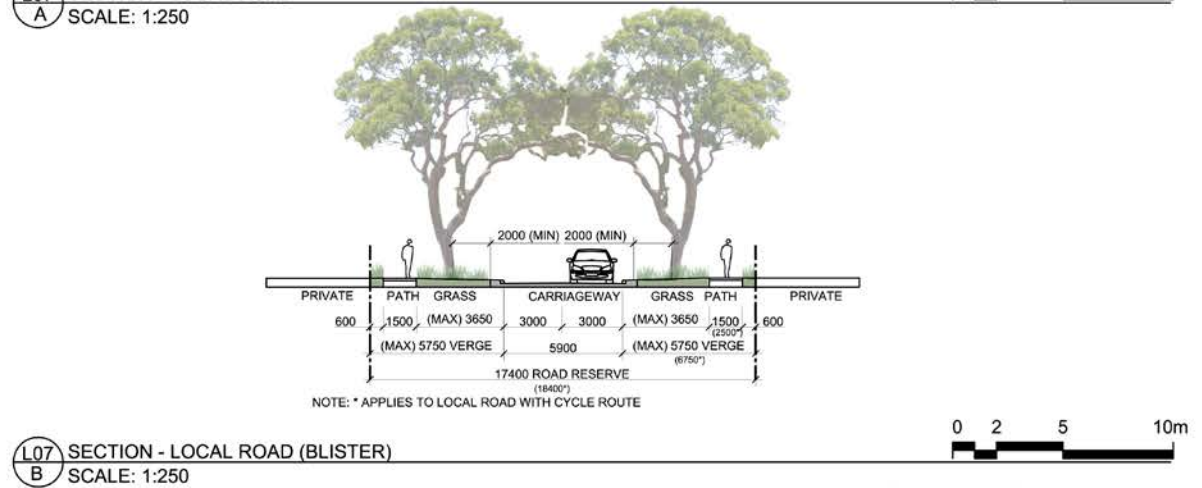 A
SCALE: 1:250
2000 (MIN) 2000 (MIN)
PRIVATE PATH GRASS CARRIAGEWAY GRASS PATH PRIVATE
600 1500 (MAX) 3650 3000 3000 (MAX) 3650 1500 600
(2500*)
(MAX) 5750 VERGE 5900 (MAX) 5750 VERGE
(6750*)
17400 ROAD RESERVE
(18400*)
NOTE: * APPLIES TO LOCAL ROAD WITH CYCLE ROUTE
0 2 5 10m
L07 SECTION - LOCAL ROAD (BLISTER)
B SCALE: 1:250